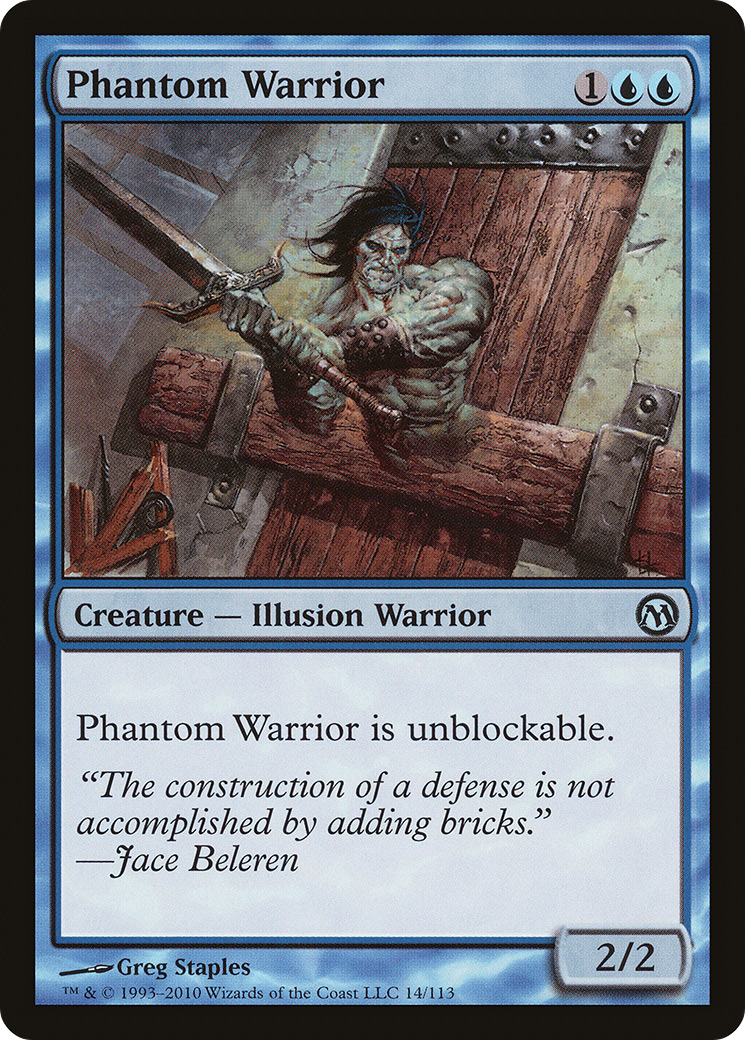 Phantom Warrior 1
Creature — Illusion Warrior
Phantom Warrior is unblockable.
“The construction of a defense is not
accomplished by adding bricks.”
—Jace Beleren
2/2
Greg Staples
™ & © 1993–2010 Wizards of the Coast LLC 14/113